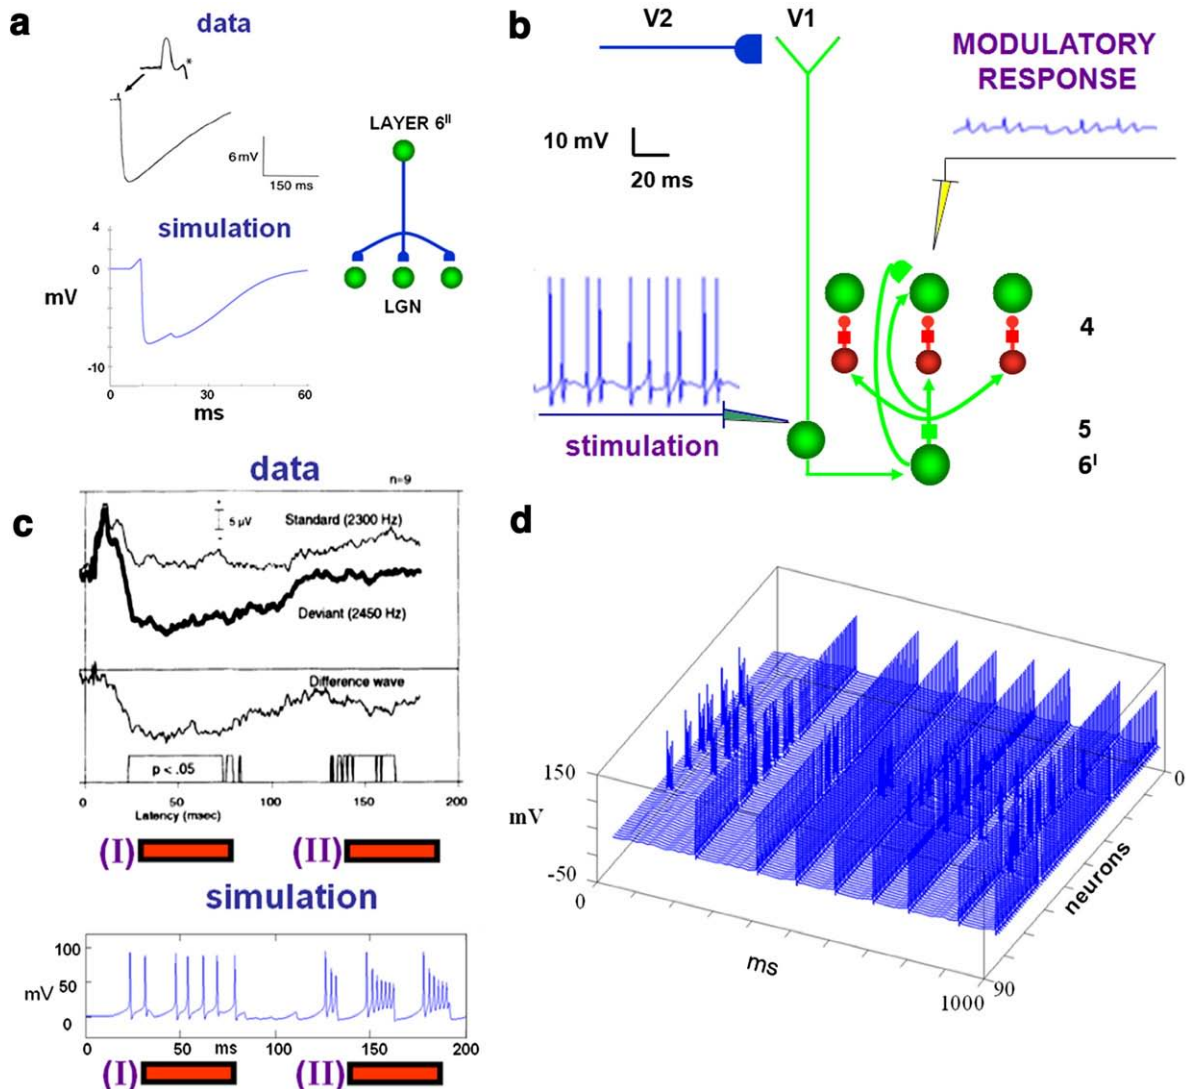 a
data
*
6 mV
150 ms
LAYER 6II
LGN
simulation
4
0
-10
mV
0
30
60
ms
b
V2
V1
MODULATORY
RESPONSE
10 mV
20 ms
4
5
6I
stimulation
c
data
n=9
5 µV
Standard (2300 Hz)
Deviant (2450 Hz)
Difference wave
p < .05
0 50 100 150 200
Latency (msec)
(I) (II)
simulation
100
50
0
mV
0 50 ms 100 150 200
(I) (II)
d
150
mV
-50
0
ms
1000
90
neurons
0